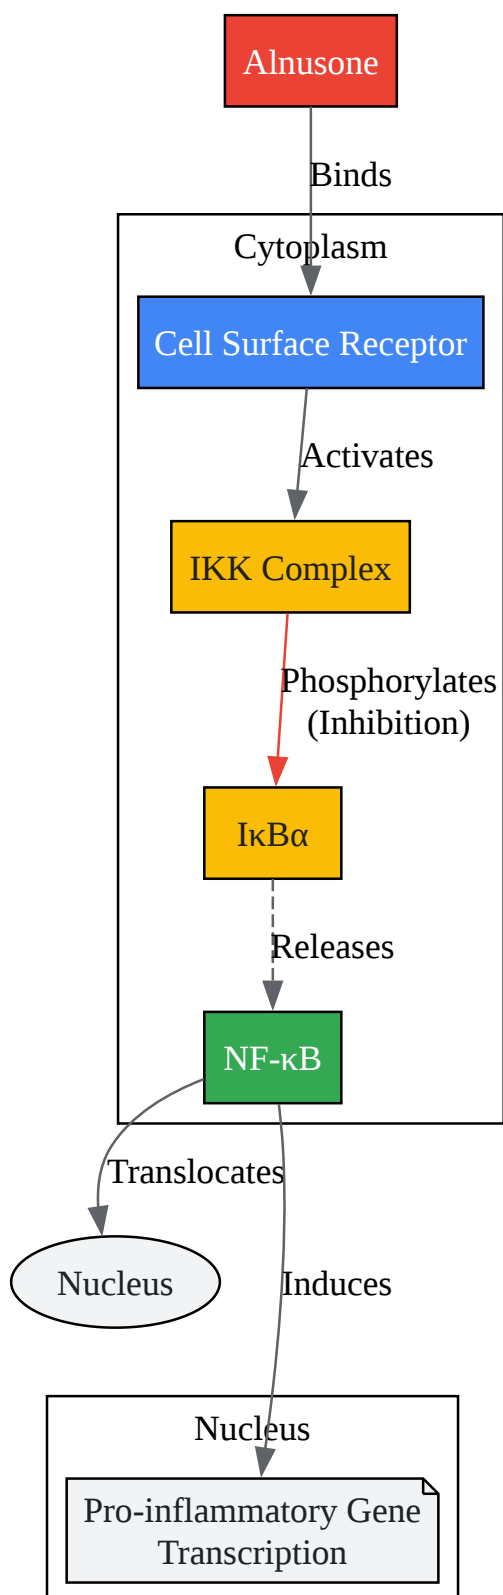 Alnusone
Binds
Cytoplasm
Cell Surface Receptor
Activates
IKK Complex
Phosphorylates
(Inhibition)
IκBα
Releases
NF-κB
Translocates
Nucleus
Induces
Nucleus
Pro-inflammatory Gene
Transcription